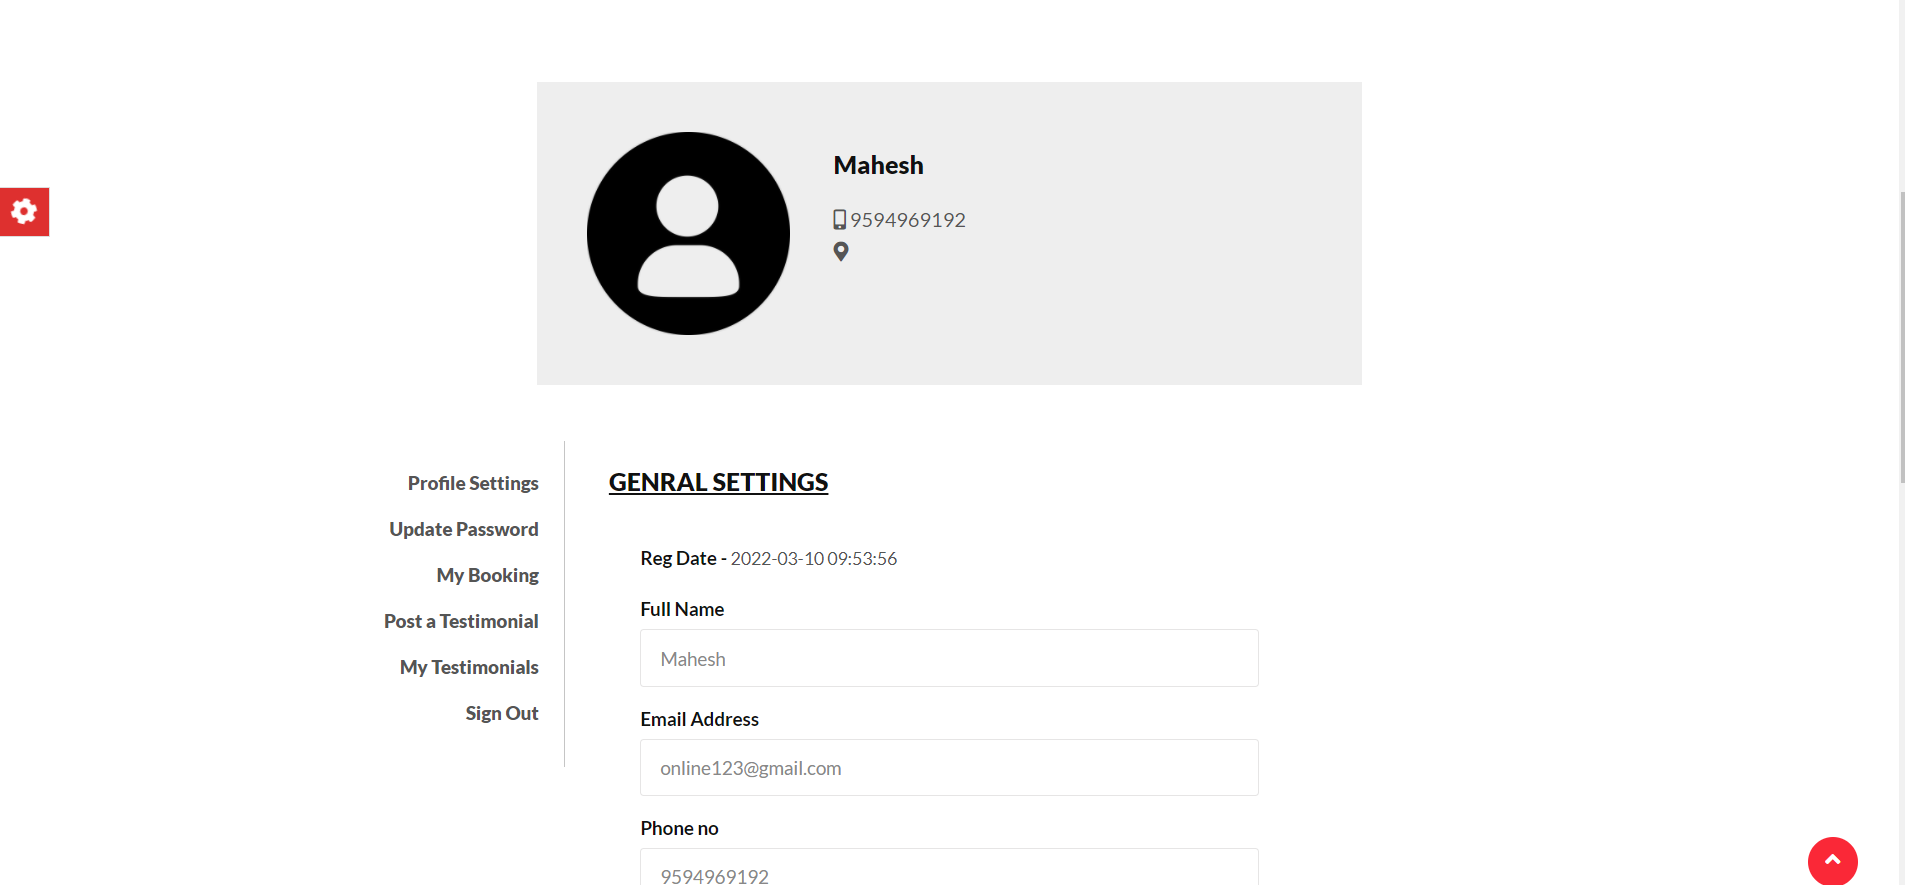 Mahesh
9594969192
Profile Settings
Update Password
My Booking
Post a Testimonial
My Testimonials
Sign Out
GENRAL SETTINGS
Reg Date - 2022-03-10 09:53:56
Full Name
Mahesh
Email Address
online123@gmail.com
Phone no
9594969192